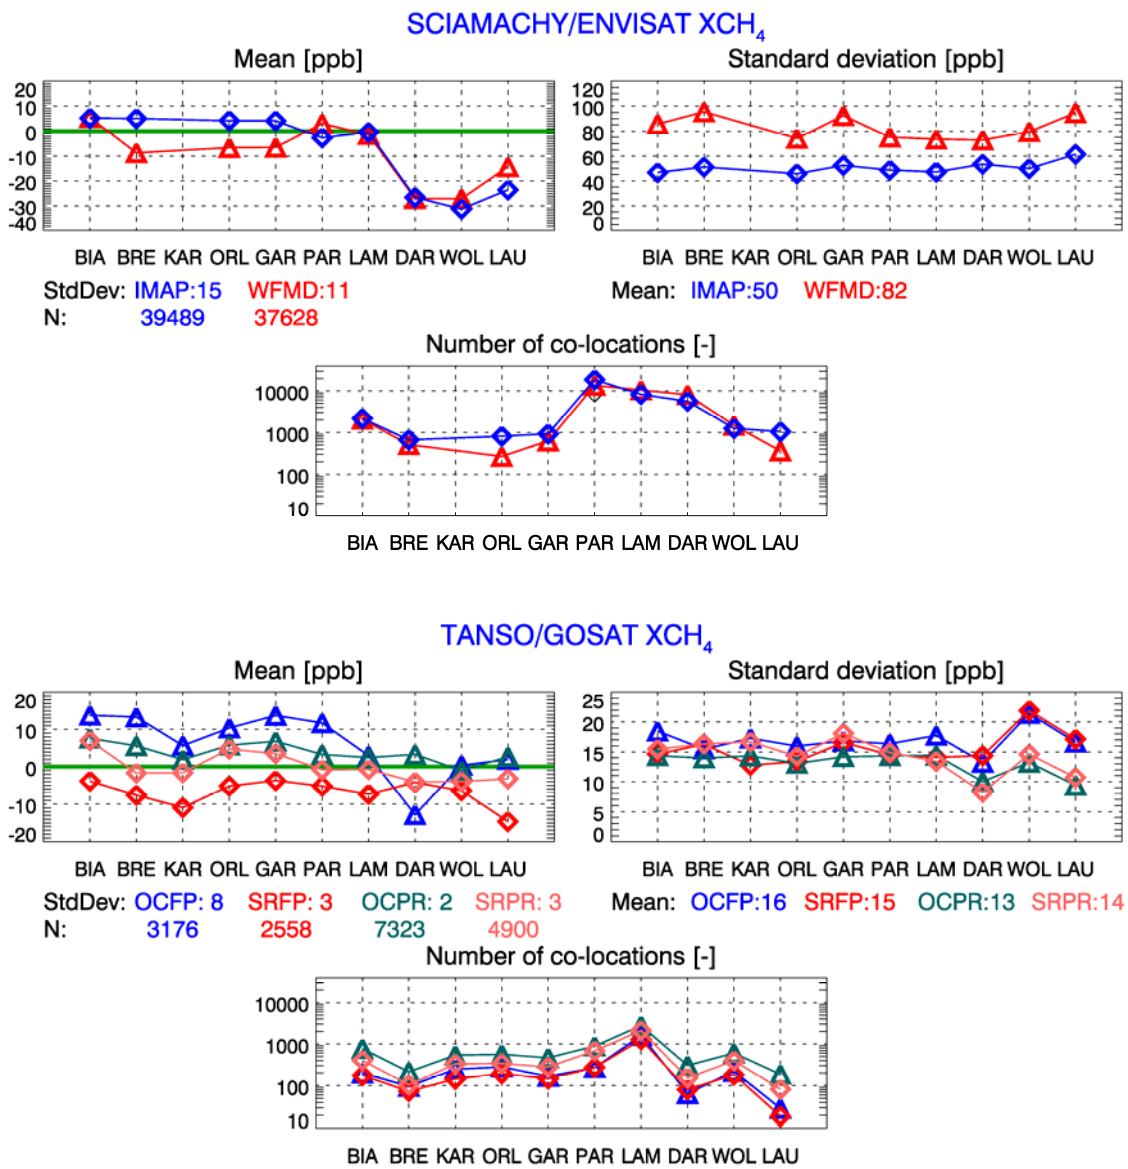 SCIAMACHY/ENVISAT XCH4
Mean [ppb]
Standard deviation [ppb]
20
10
0
-10
-20
-30
-40
120
100
80
60
40
20
0
BIA BRE KAR ORL GAR PAR LAM DAR WOL LAU
BIA BRE KAR ORL GAR PAR LAM DAR WOL LAU
StdDev: IMAP:15 WFMD:11
Mean: IMAP:50 WFMD:82
N: 39489 37628
Number of co-locations [-]
10000
1000
100
10
BIA BRE KAR ORL GAR PAR LAM DAR WOL LAU
TANSO/GOSAT XCH4
Mean [ppb]
Standard deviation [ppb]
20
10
0
-10
-20
25
20
15
10
5
0
BIA BRE KAR ORL GAR PAR LAM DAR WOL LAU
BIA BRE KAR ORL GAR PAR LAM DAR WOL LAU
StdDev: OCFP: 8 SRFP: 3 OCPR: 2 SRPR: 3
Mean: OCFP:16 SRFP:15 OCPR:13 SRPR:14
N: 3176 2558 7323 4900
Number of co-locations [-]
10000
1000
100
10
BIA BRE KAR ORL GAR PAR LAM DAR WOL LAU